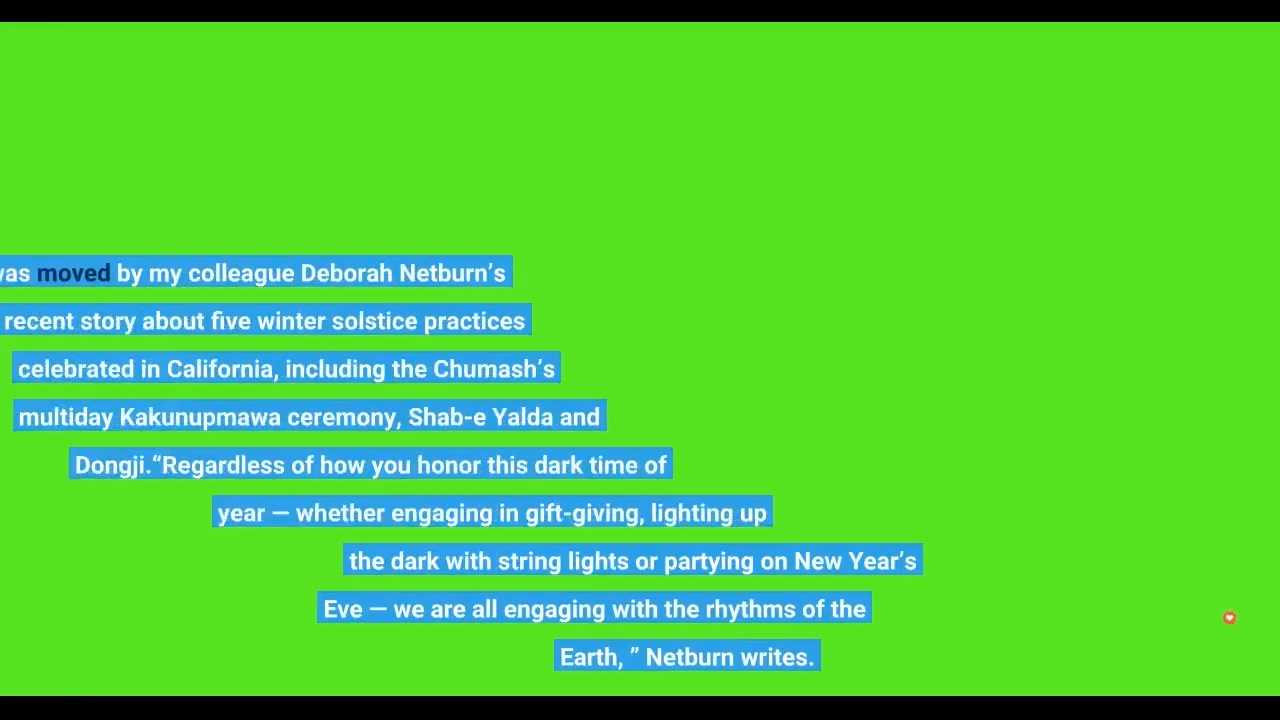 was moved by my colleague Deborah Netburn’s
recent story about five winter solstice practices
celebrated in California, including the Chumash’s
multiday Kakunupmawa ceremony, Shab-e Yalda and
Dongji.“Regardless of how you honor this dark time of
year — whether engaging in gift-giving, lighting up
the dark with string lights or partying on New Year’s
Eve — we are all engaging with the rhythms of the
Earth, ” Netburn writes.